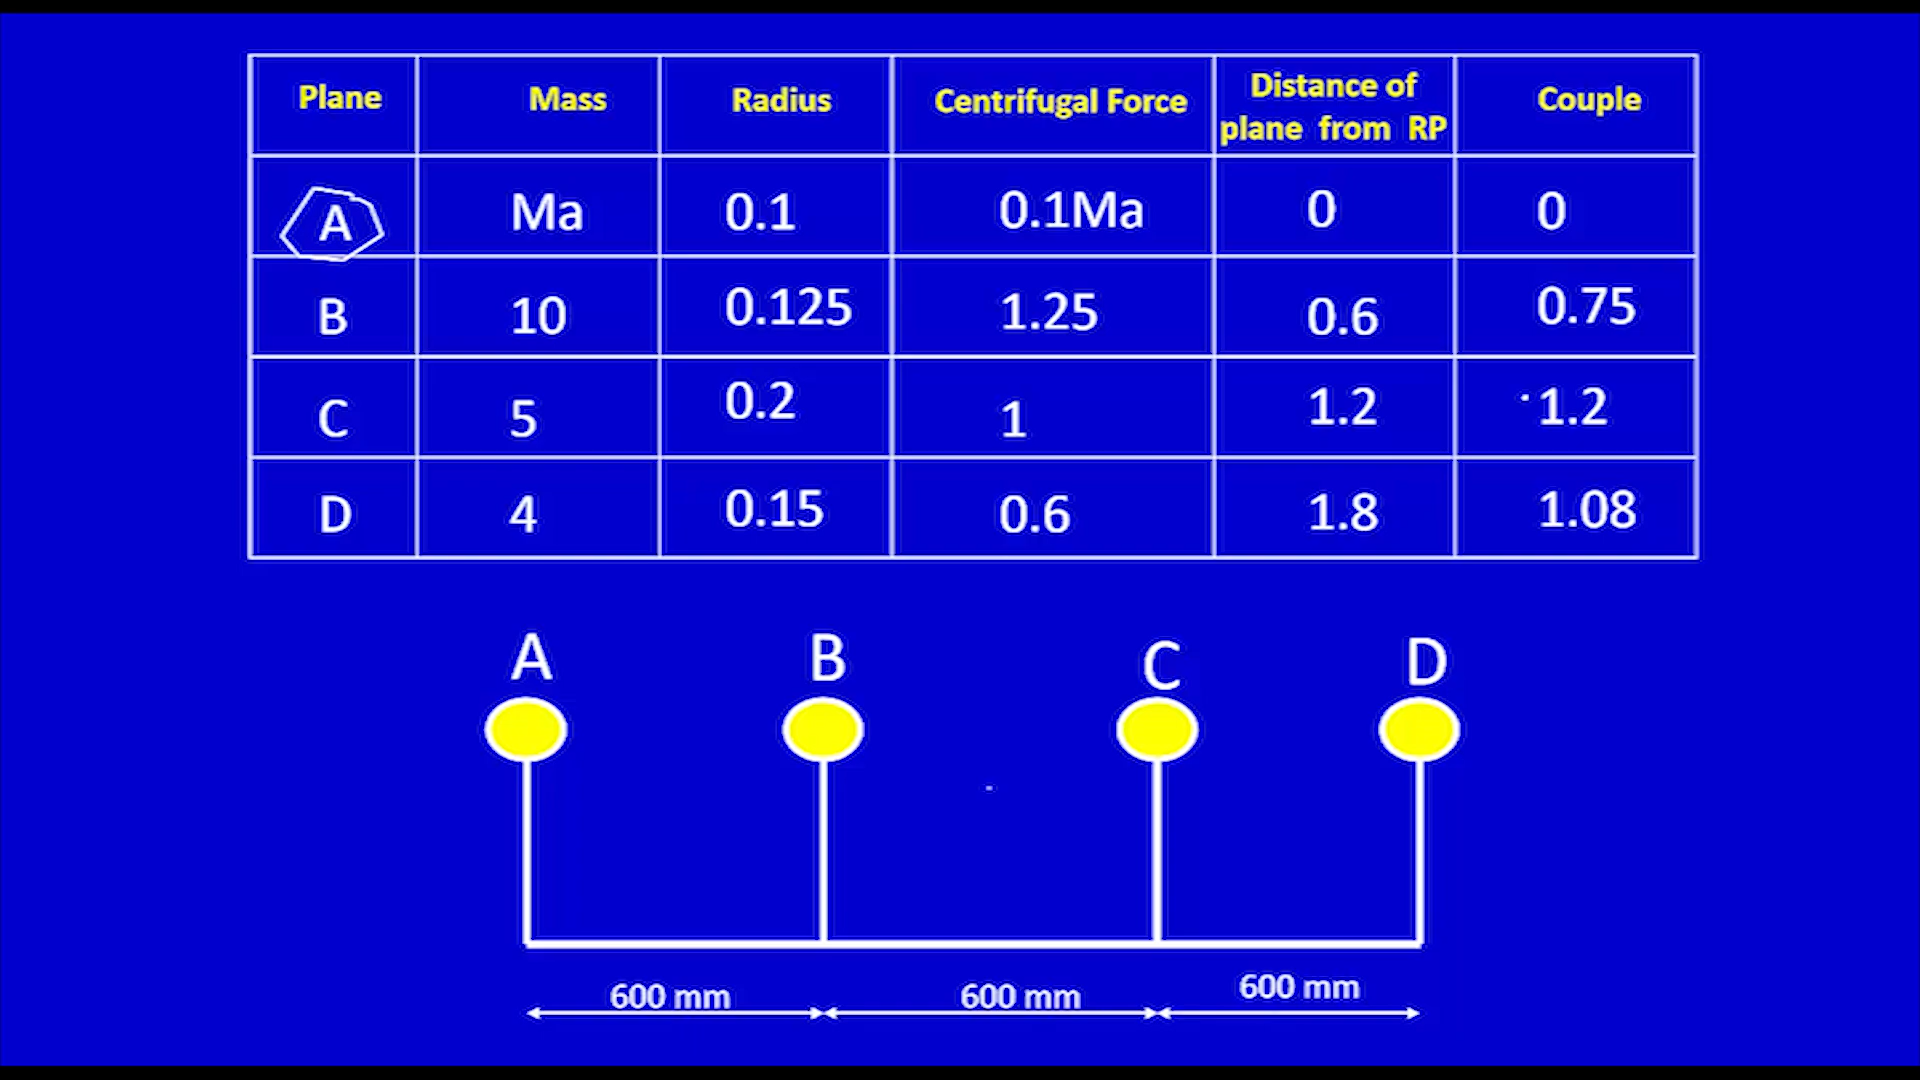 Plane Mass Radius Centrifugal Force Distance of plane from RP Couple
A Ma 0.1 0.1Ma 0 0
B 10 0.125 1.25 0.6 0.75
C 5 0.2 1 1.2 1.2
D 4 0.15 0.6 1.8 1.08
A B C D
600 mm 600 mm 600 mm